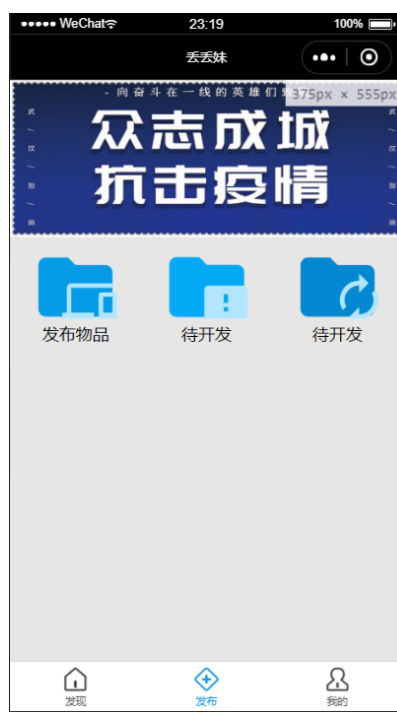 WeChat
23:19
100%
丢丢妹
- 向奋斗在一线的英雄们
375px × 555px
众志成城
抗击疫情
武
汉
加
油
武
汉
加
油
发布物品
待开发
待开发
发现
发布
我的